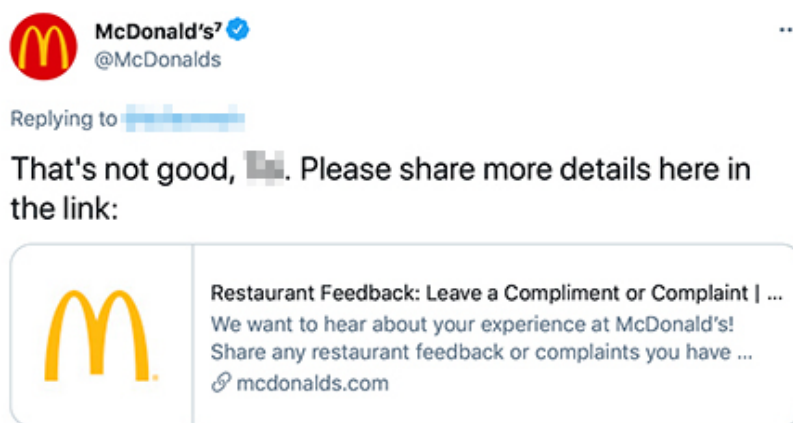 McDonald's⁷
@McDonalds
Replying to
That's not good, . Please share more details here in
the link:
Restaurant Feedback: Leave a Compliment or Complaint | ...
We want to hear about your experience at McDonald's!
Share any restaurant feedback or complaints you have ...
mcdonalds.com